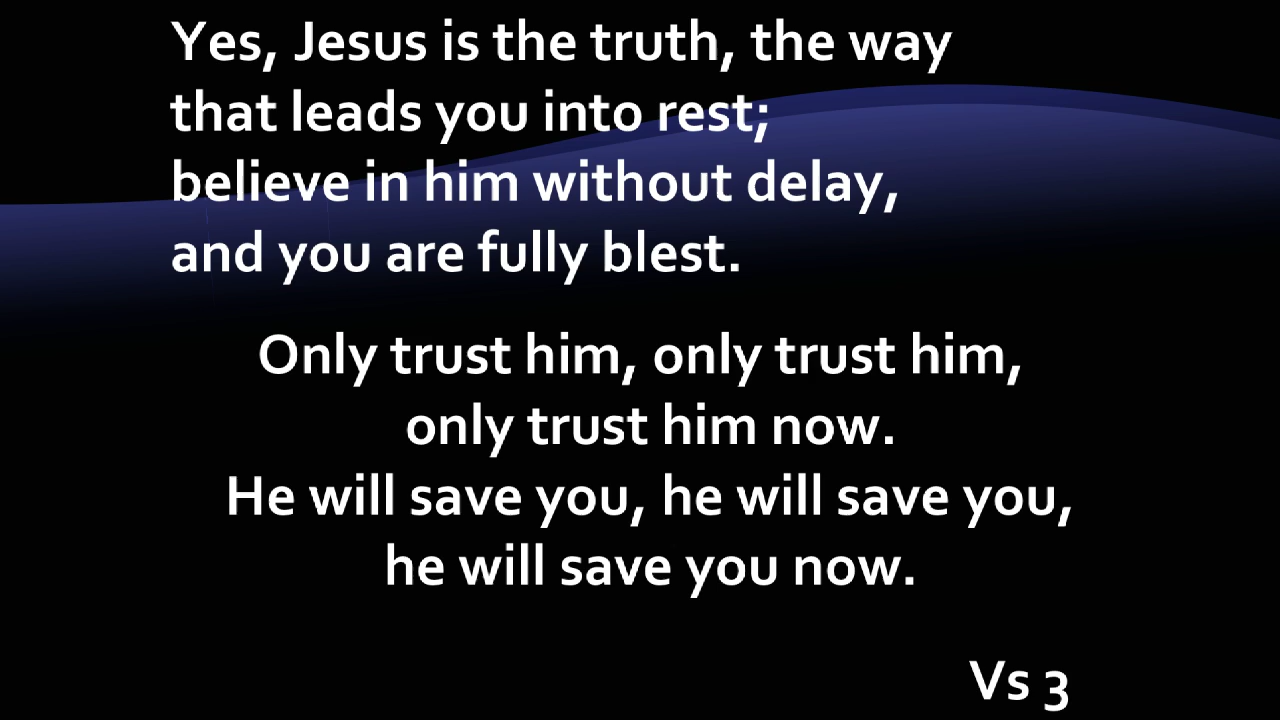 Yes, Jesus is the truth, the way
that leads you into rest;
believe in him without delay,
and you are fully blest.
Only trust him, only trust him,
only trust him now.
He will save you, he will save you,
he will save you now.
Vs 3